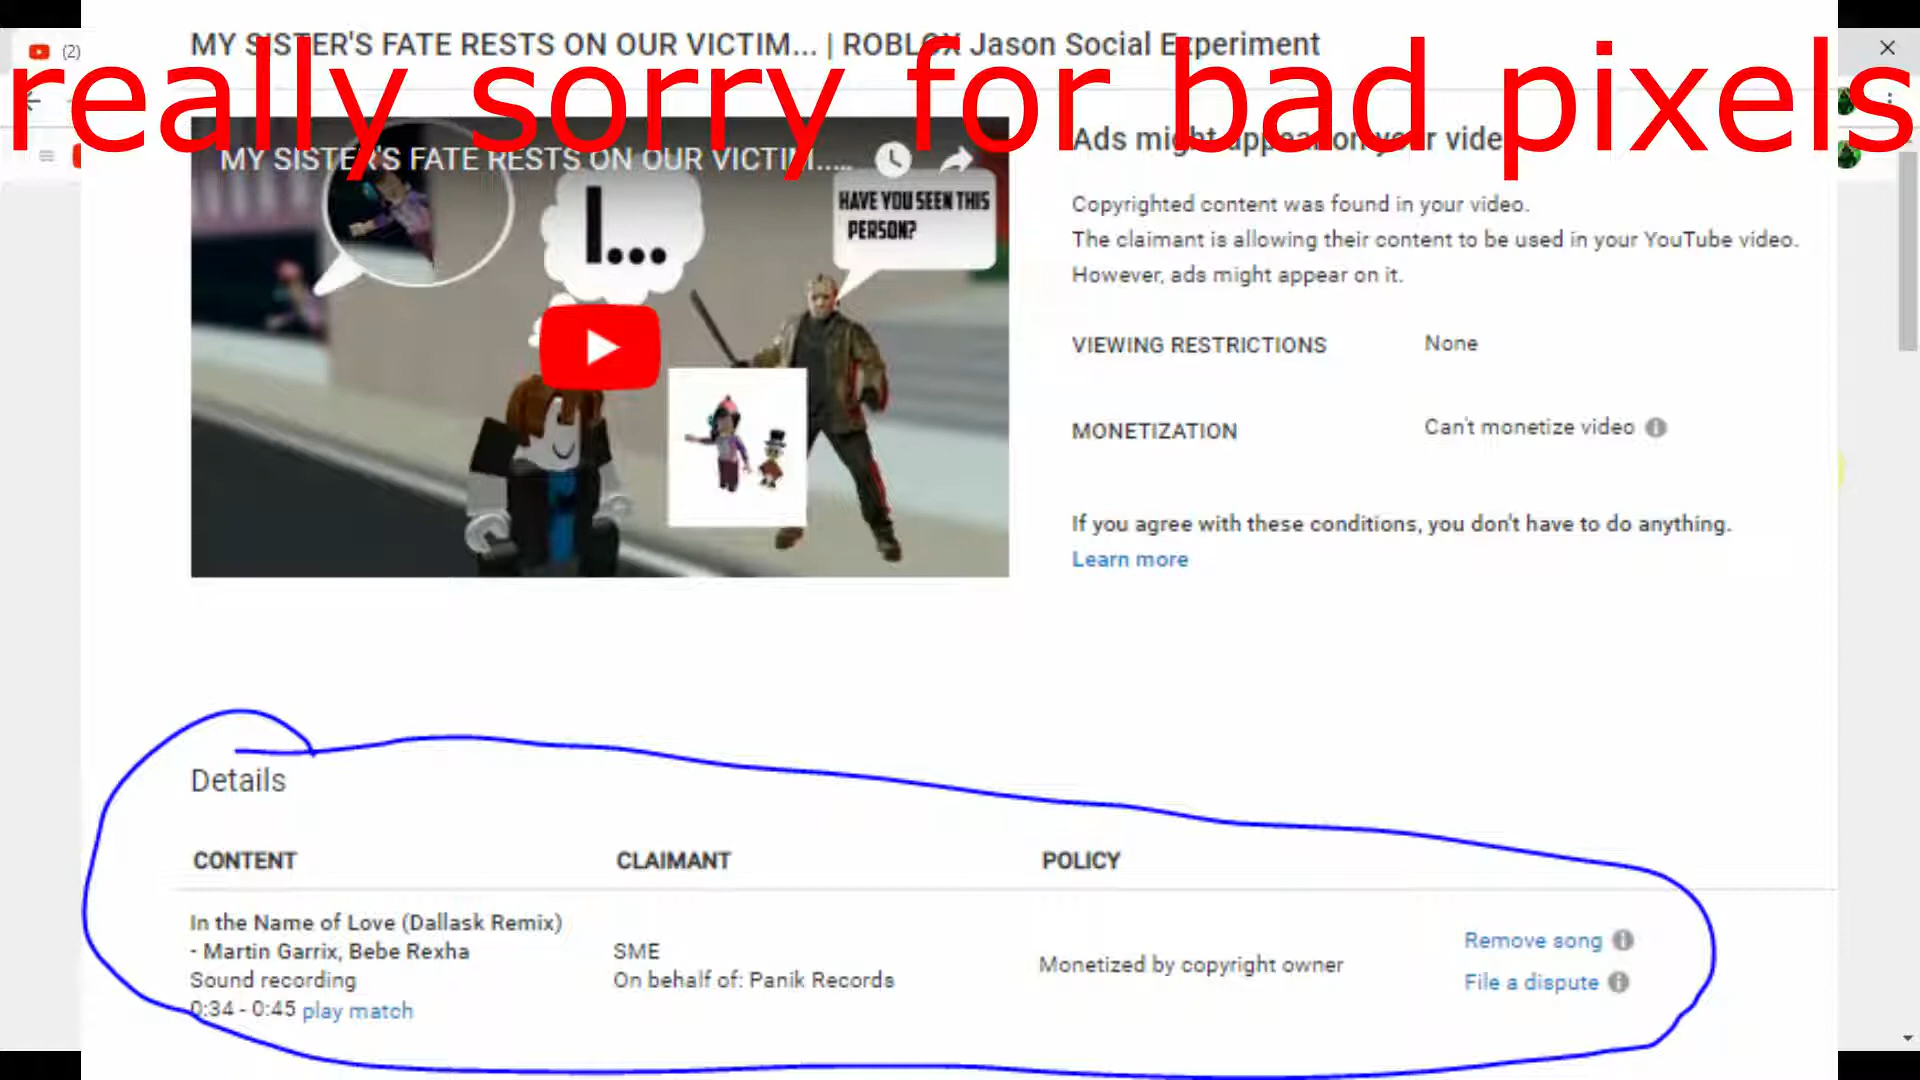 (2)
MY SISTER'S FATE RESTS ON OUR VICTIM... | ROBLOX Jason Social Experiment
really sorry for bad pixels
MY SISTER'S FATE RESTS ON OUR VICTIM.....
I...
HAVE YOU SEEN THIS
PERSON?
Ads might appear on your video
Copyrighted content was found in your video.
The claimant is allowing their content to be used in your YouTube video.
However, ads might appear on it.
VIEWING RESTRICTIONS None
MONETIZATION Can't monetize video
If you agree with these conditions, you don't have to do anything.
Learn more
Details
CONTENT CLAIMANT POLICY
In the Name of Love (Dallask Remix)
- Martin Garrix, Bebe Rexha
Sound recording
0:34 - 0:45 play match
SME
On behalf of: Panik Records
Monetized by copyright owner
Remove song
File a dispute